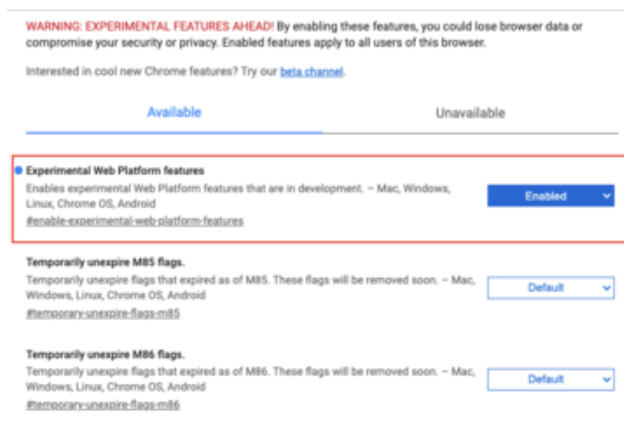 WARNING: EXPERIMENTAL FEATURES AHEAD! By enabling these features, you could lose browser data or
compromise your security or privacy. Enabled features apply to all users of this browser.
Interested in cool new Chrome features? Try our beta channel.
Available
Unavailable
Experimental Web Platform features
Enables experimental Web Platform features that are in development. – Mac, Windows,
Linux, Chrome OS, Android
#enable-experimental-web-platform-features
Enabled
Temporarily unexpire M85 flags.
Temporarily unexpire flags that expired as of M85. These flags will be removed soon. – Mac,
Windows, Linux, Chrome OS, Android
#temporary-unexpire-flags-m85
Default
Temporarily unexpire M86 flags.
Temporarily unexpire flags that expired as of M86. These flags will be removed soon. – Mac,
Windows, Linux, Chrome OS, Android
#temporary-unexpire-flags-m86
Default